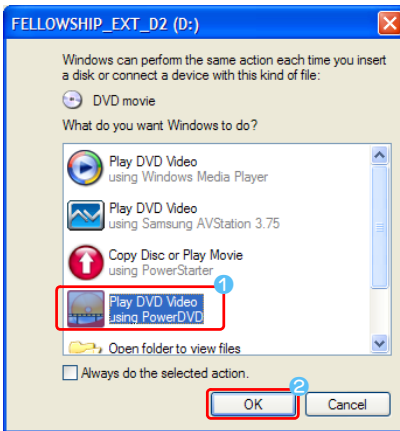 FELLOWSHIP_EXT_D2 (D:)
Windows can perform the same action each time you insert
a disk or connect a device with this kind of file:
DVD movie
What do you want Windows to do?
Play DVD Video
using Windows Media Player
Play DVD Video
using Samsung AVStation 3.75
Copy Disc or Play Movie
using PowerStarter
1
Play DVD Video
using PowerDVD
Open folder to view files
Always do the selected action.
2
OK
Cancel